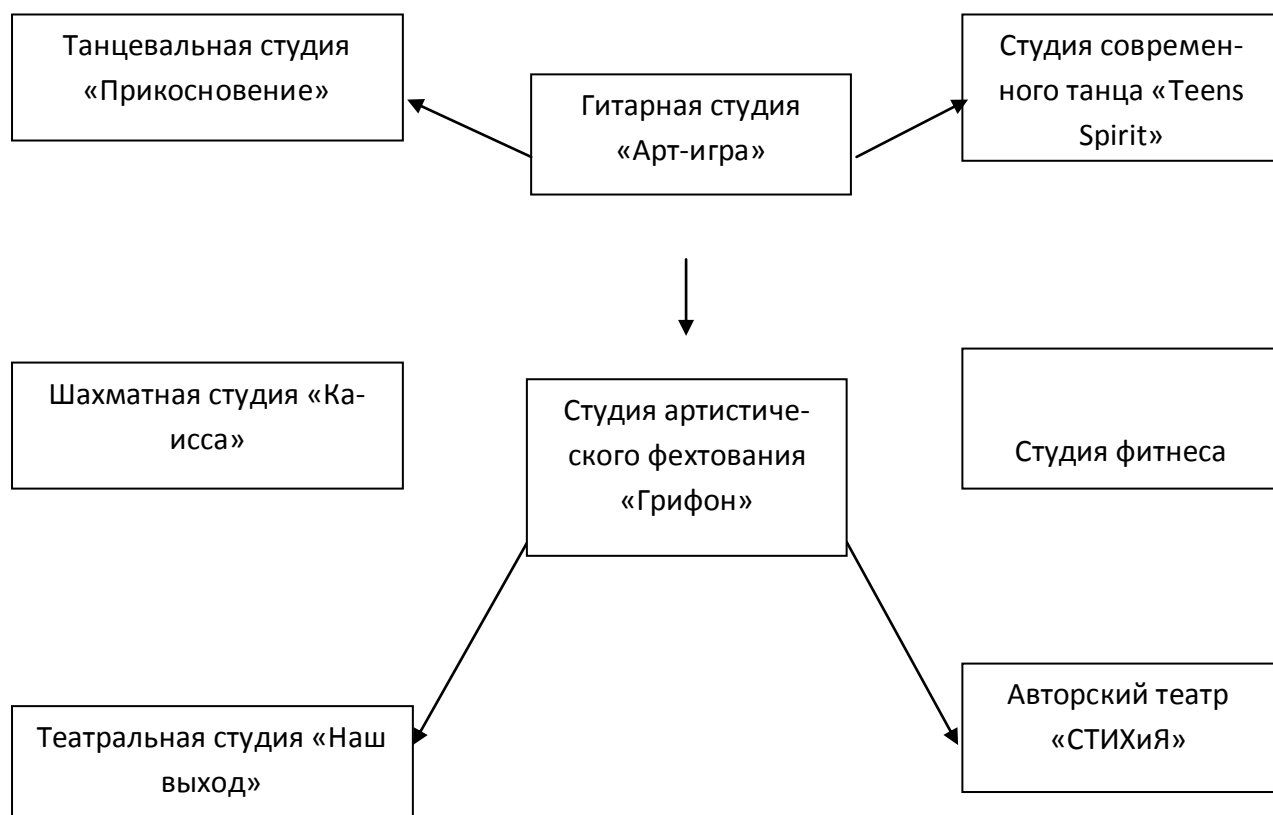 Танцевальная студия
«Прикосновение»
Гитарная студия
«Арт-игра»
Студия современ-
ного танца «Teens
Spirit»
Шахматная студия «Ка-
исса»
Студия артистиче-
ского фехтования
«Грифон»
Студия фитнеса
Театральная студия «Наш
выход»
Авторский театр
«СТИХиЯ»